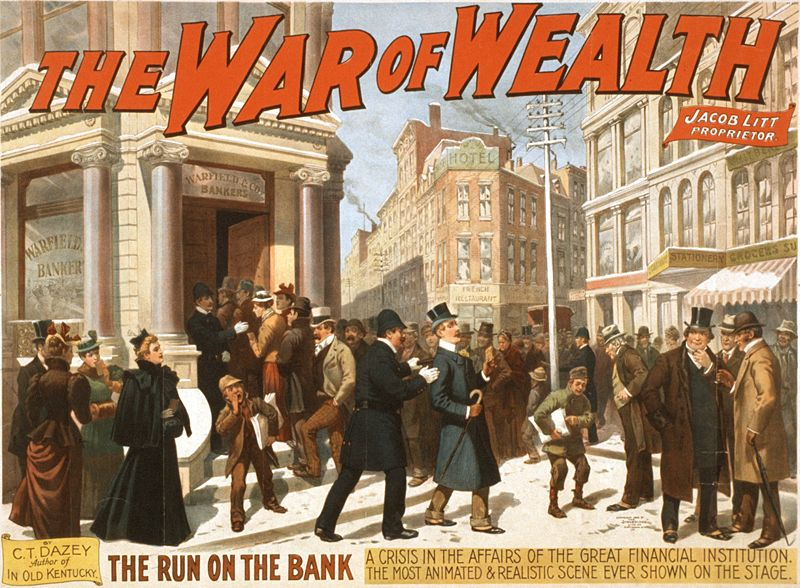 THE WAR OF WEALTH
JACOB LITT
PROPRIETOR.
WARFIELD & CO.
BANKERS
HOTEL
WARFIELD
BANKERS
FRENCH
RESTAURANT
STATIONERY
GROCERS
BY
C.T. DAZEY
Author of
IN OLD KENTUCKY.
THE RUN ON THE BANK
A CRISIS IN THE AFFAIRS OF THE GREAT FINANCIAL INSTITUTION.
THE MOST ANIMATED & REALISTIC SCENE EVER SHOWN ON THE STAGE.